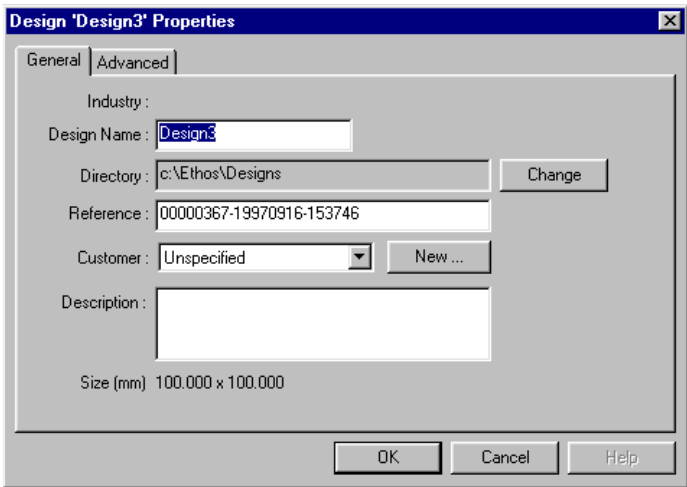 Design 'Design3' Properties
General Advanced
Industry :
Design Name : Design3
Directory : c:\Ethos\Designs Change
Reference : 00000367-19970916-153746
Customer : Unspecified New ...
Description :
Size (mm) 100.000 x 100.000
OK Cancel Help